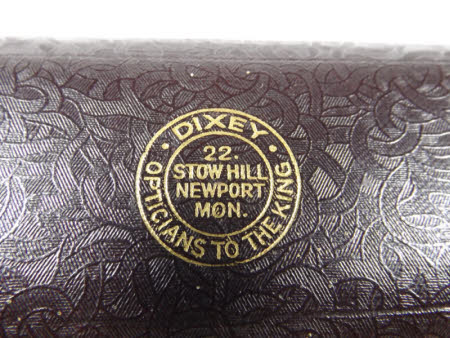 · DIXEY ·
OPTICIANS TO THE KING
22.
STOW HILL
NEWPORT
MON.